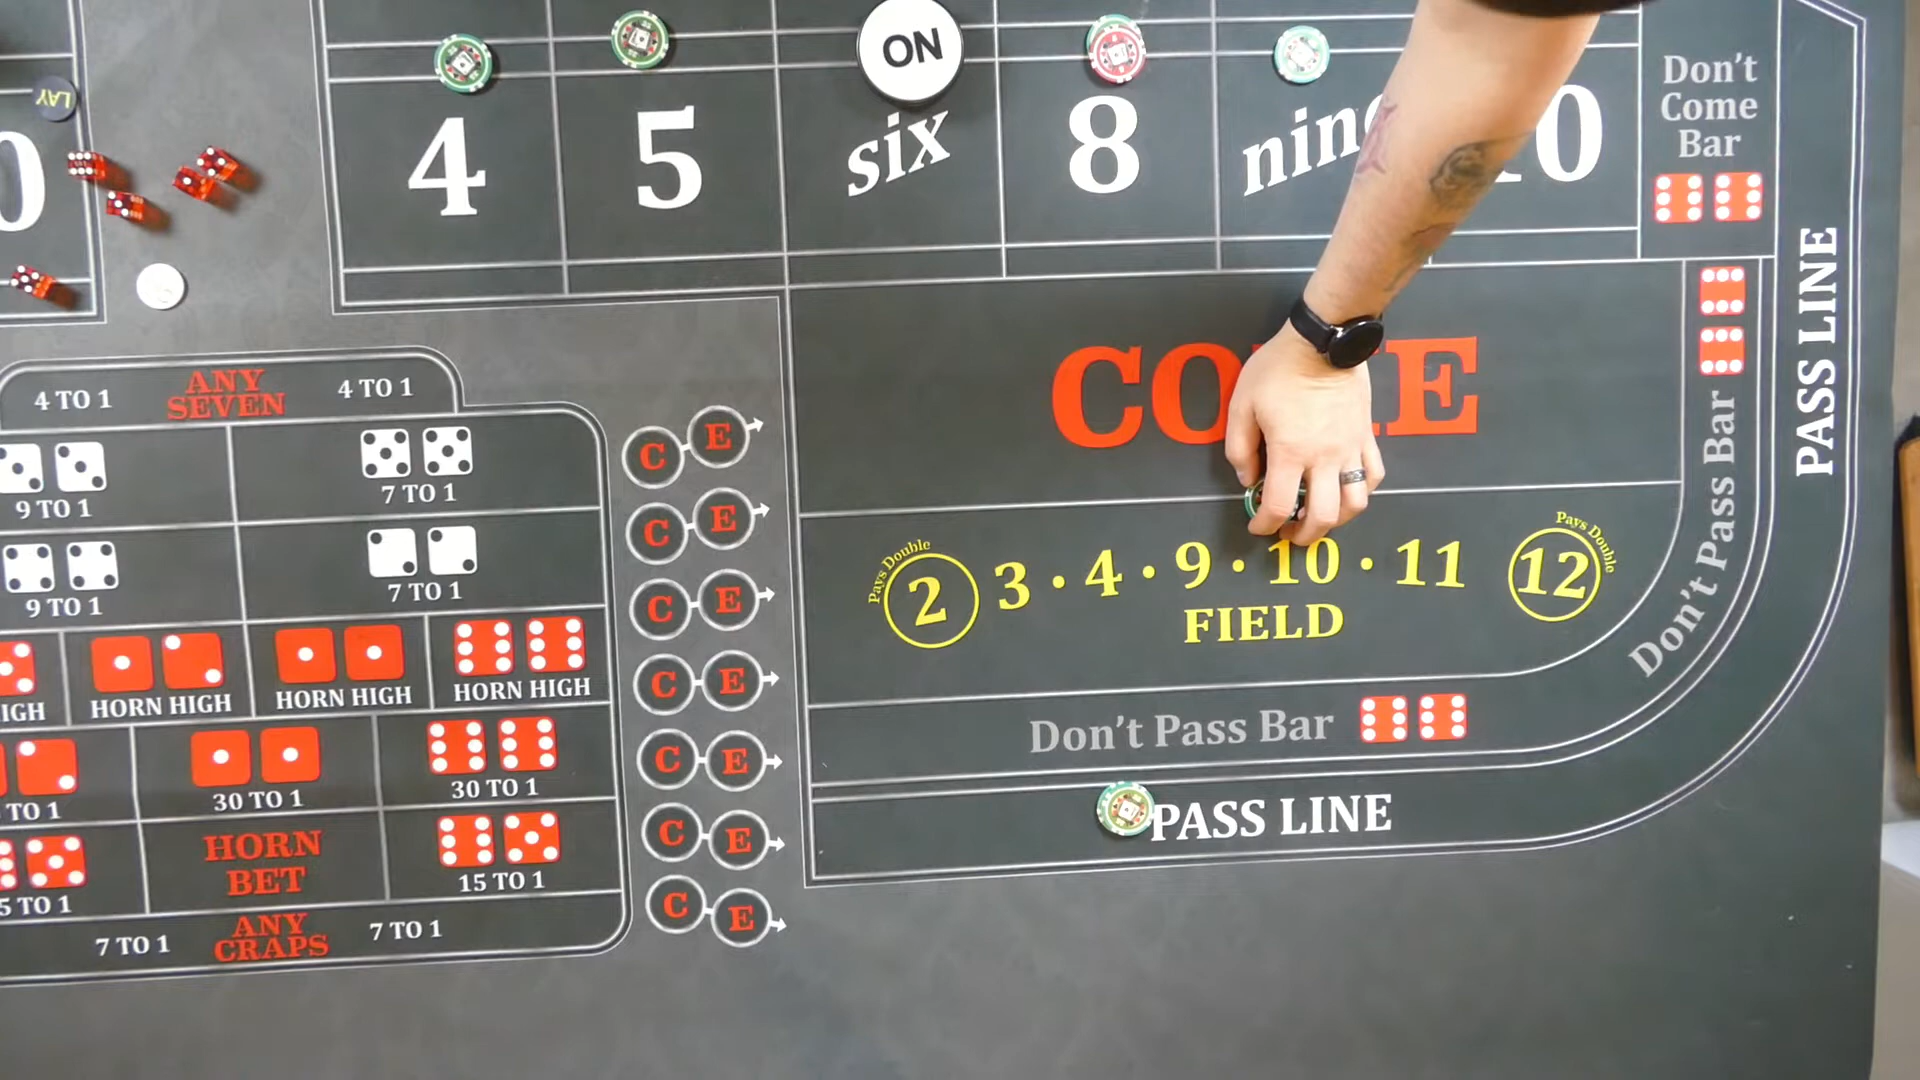 ON
LAY
4
5
six
8
nine
10
0
Don't
Come
Bar
PASS LINE
Don't Pass Bar
COME
4 TO 1
ANY
SEVEN
4 TO 1
9 TO 1
7 TO 1
9 TO 1
7 TO 1
HORN HIGH
HORN HIGH
HORN HIGH
30 TO 1
30 TO 1
HORN
BET
15 TO 1
7 TO 1
ANY
CRAPS
7 TO 1
C E
C E
C E
C E
C E
C E
C E
Pays Double
2 3 · 4 · 9 · 10 · 11 12
Pays Double
FIELD
Don't Pass Bar
PASS LINE